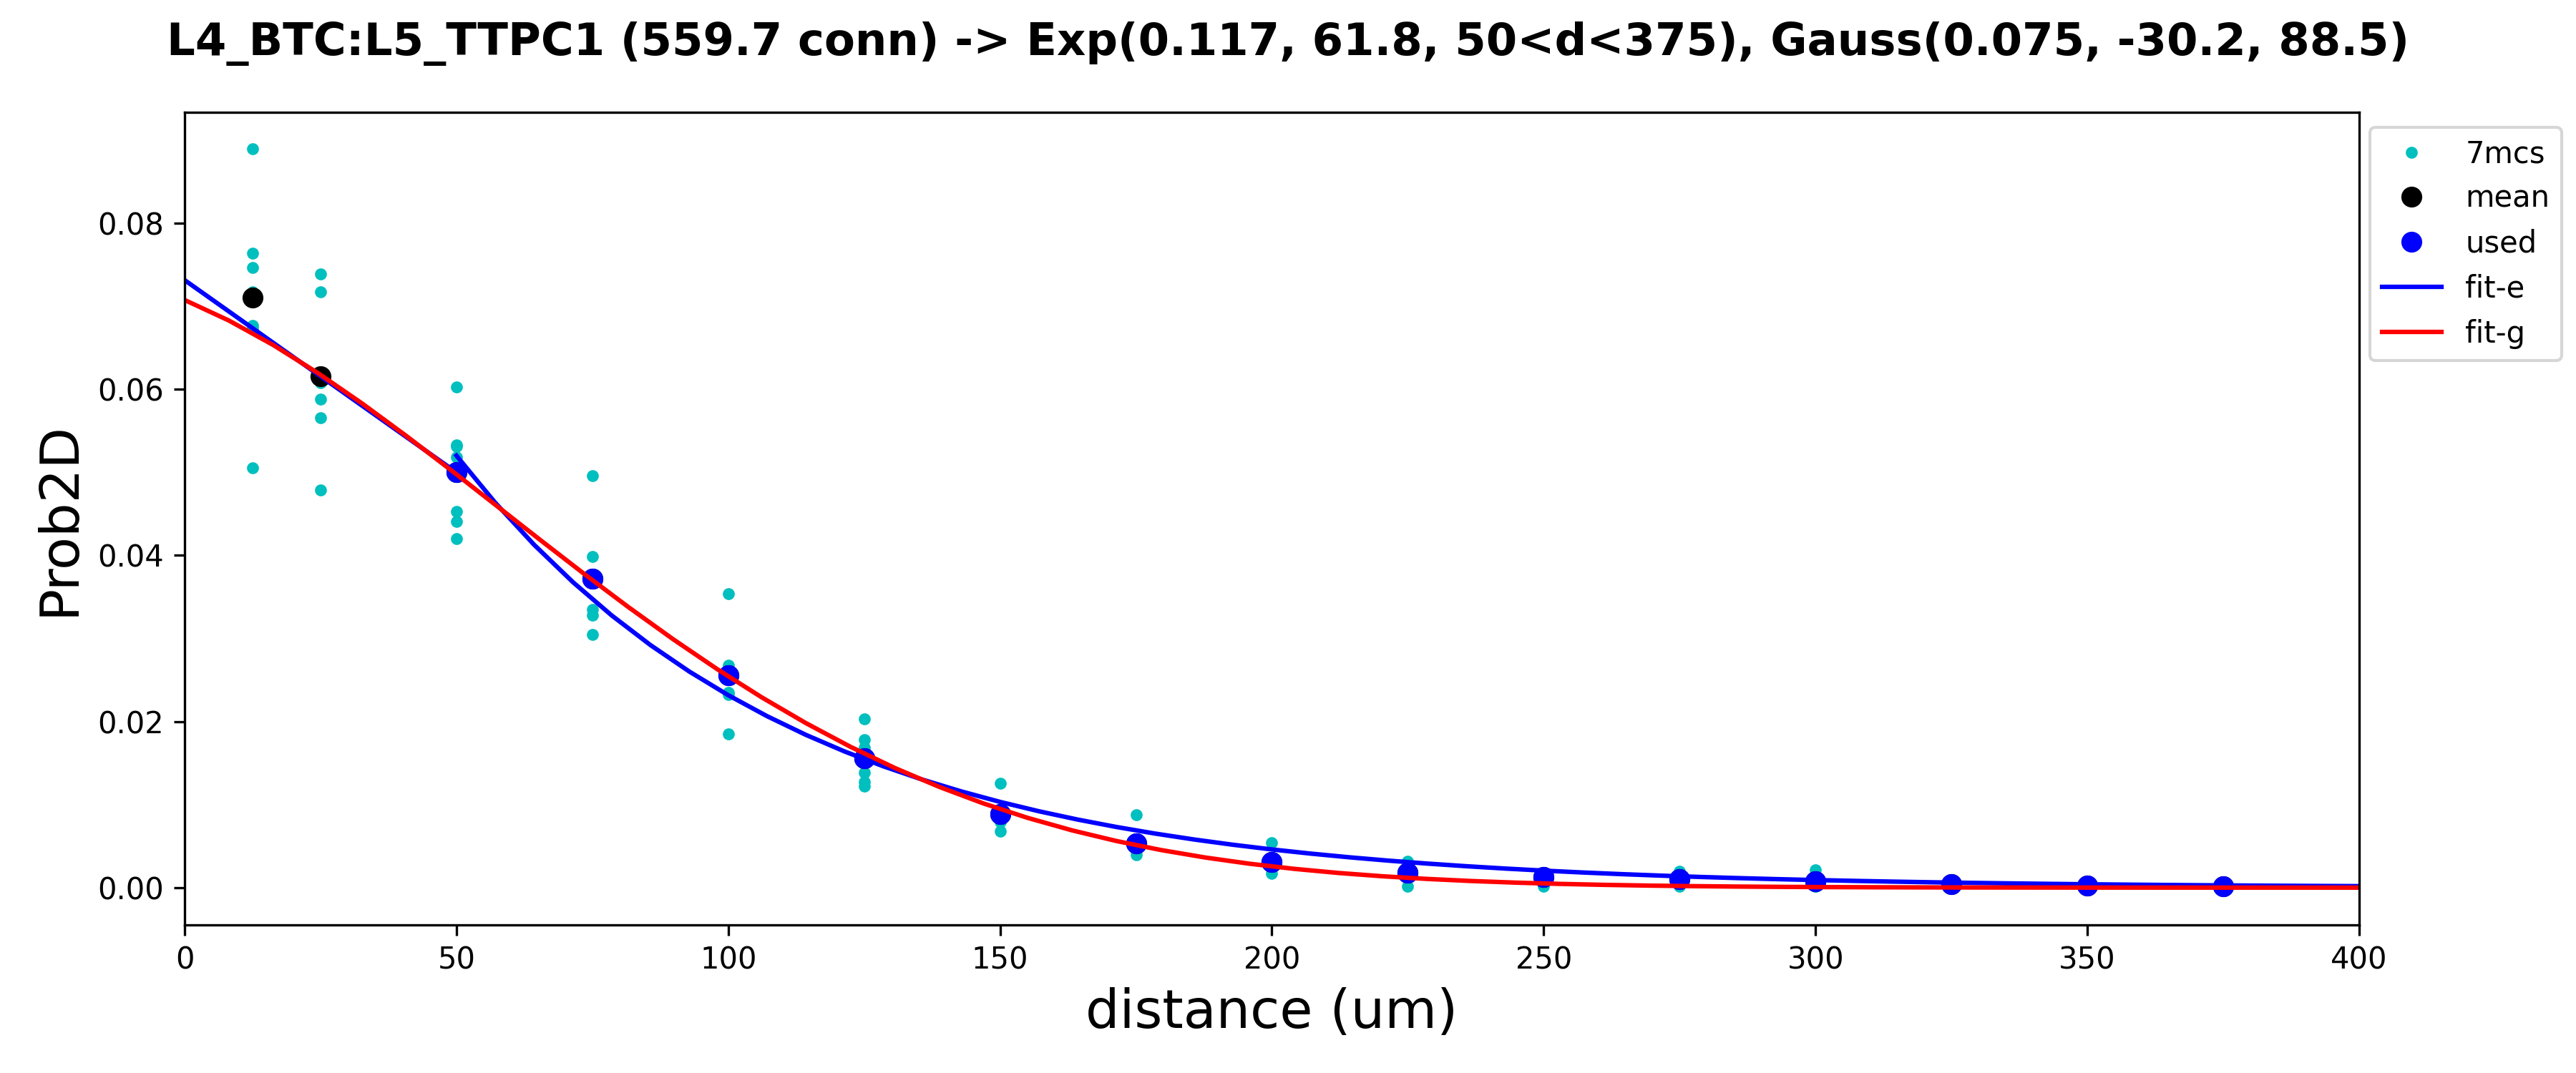 L4_BTC:L5_TTPC1 (559.7 conn) -> Exp(0.117, 61.8, 50<d<375), Gauss(0.075, -30.2, 88.5)
7mcs
mean
used
fit-e
fit-g
Prob2D
0.08
0.06
0.04
0.02
0.00
0 50 100 150 200 250 300 350 400
distance (um)